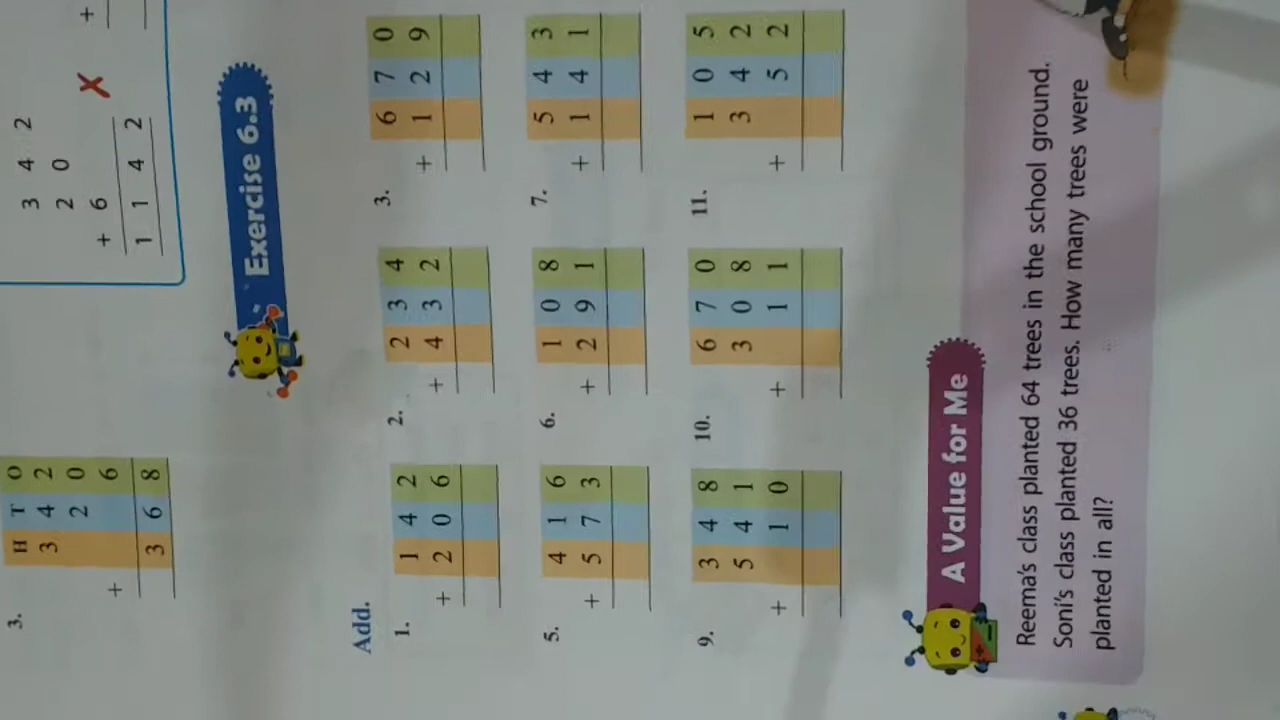 3.
H T O
3 4 2
2 0
+ 6
3 6 8
3 4 2
2 0
+ 6 ✗
1 1 4 2
+
Exercise 6.3
Add.
1. 1 4 2
+ 2 0 6
2. 2 3 4
+ 4 3 2
3. 6 7 0
+ 1 2 9
5. 4 1 6
+ 5 7 3
6. 1 0 8
+ 2 9 1
7. 5 4 3
+ 1 4 1
9. 3 4 8
5 4 1
+ 1 0
10. 6 7 0
3 0 8
+ 1 1
11. 1 0 5
3 4 2
+ 5 2
A Value for Me
Reema's class planted 64 trees in the school ground.
Soni's class planted 36 trees. How many trees were
planted in all?